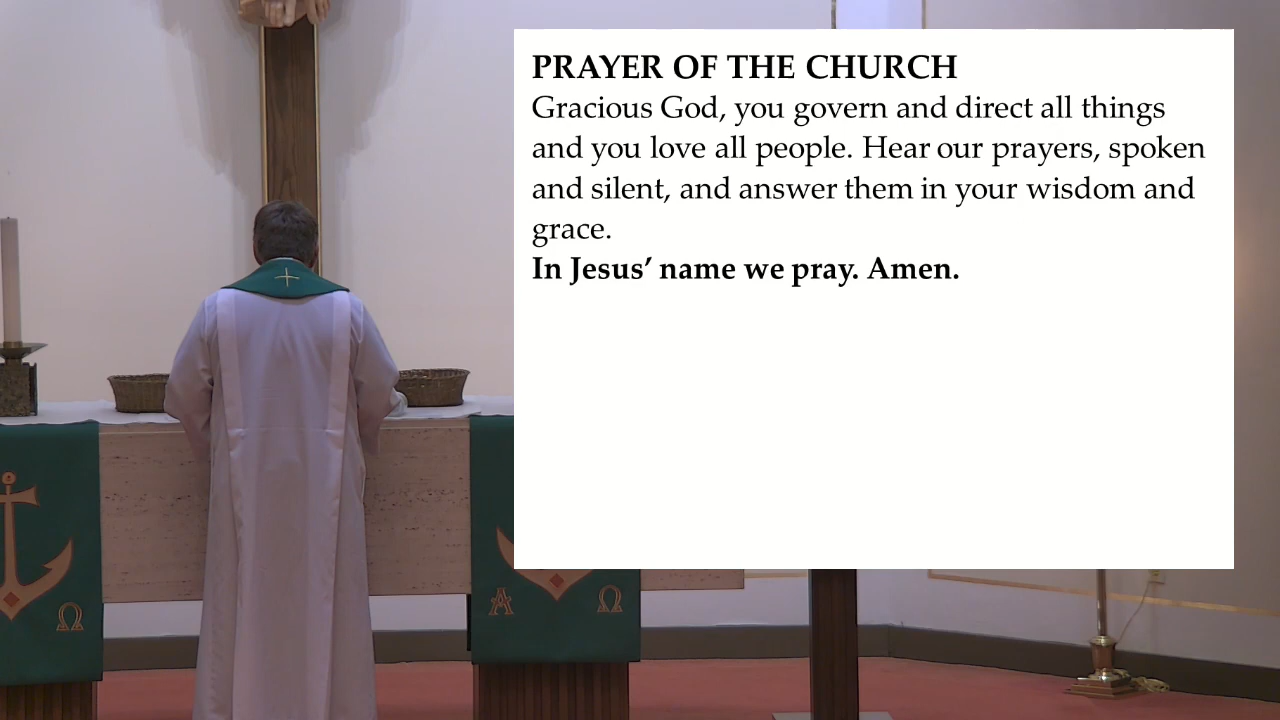 PRAYER OF THE CHURCH
Gracious God, you govern and direct all things
and you love all people. Hear our prayers, spoken
and silent, and answer them in your wisdom and
grace.
In Jesus’ name we pray. Amen.
Ω
Α
Ω